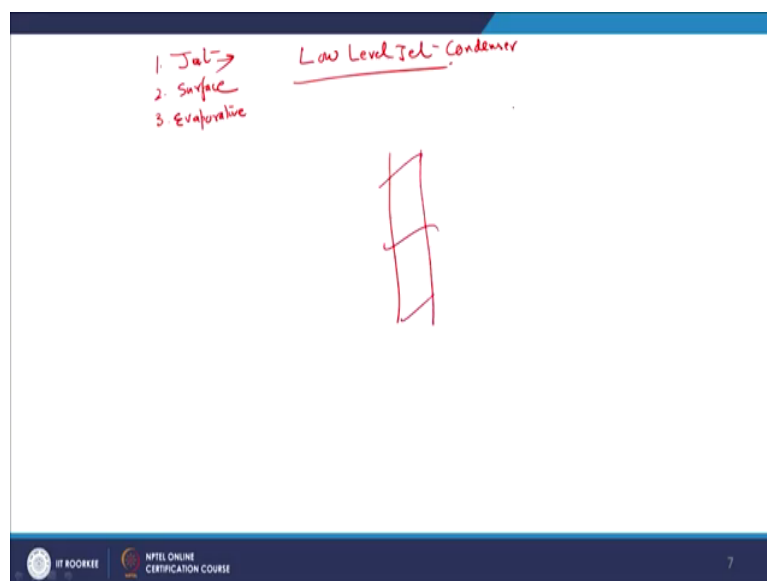 1. Jet → Low Level Jet-Condenser
2. Surface
3. Evaporative
IIT ROORKEE
NPTEL ONLINE
CERTIFICATION COURSE
7